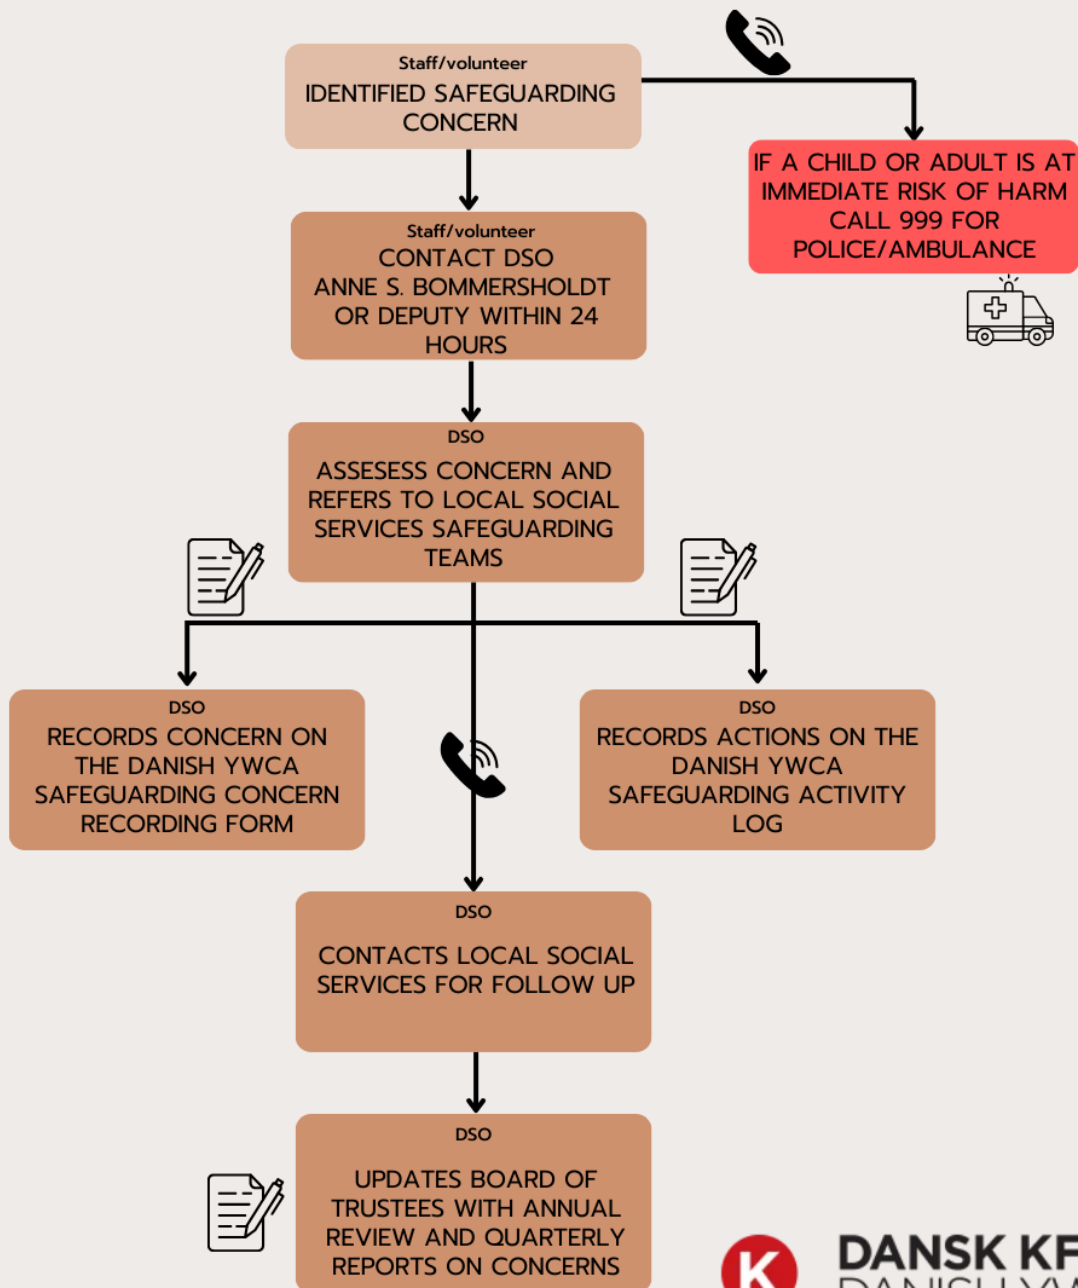 Staff/volunteer
IDENTIFIED SAFEGUARDING
CONCERN
IF A CHILD OR ADULT IS AT
IMMEDIATE RISK OF HARM
CALL 999 FOR
POLICE/AMBULANCE
Staff/volunteer
CONTACT DSO
ANNE S. BOMMERSHOLDT
OR DEPUTY WITHIN 24
HOURS
DSO
ASSESESS CONCERN AND
REFERS TO LOCAL SOCIAL
SERVICES SAFEGUARDING
TEAMS
DSO
RECORDS CONCERN ON
THE DANISH YWCA
SAFEGUARDING CONCERN
RECORDING FORM
DSO
RECORDS ACTIONS ON THE
DANISH YWCA
SAFEGUARDING ACTIVITY
LOG
DSO
CONTACTS LOCAL SOCIAL
SERVICES FOR FOLLOW UP
DSO
UPDATES BOARD OF
TRUSTEES WITH ANNUAL
REVIEW AND QUARTERLY
REPORTS ON CONCERNS
K
DANSK KF
DANISH YW